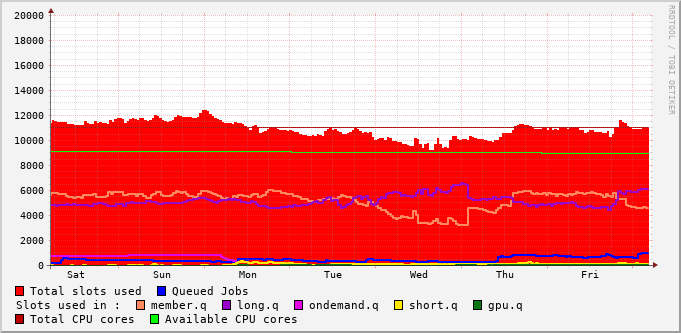 20000
18000
16000
14000
12000
10000
8000
6000
4000
2000
0
Sat Sun Mon Tue Wed Thu Fri
Total slots used Queued Jobs
Slots used in : member.q long.q ondemand.q short.q gpu.q
Total CPU cores Available CPU cores
RRDTOOL / TOBI OETIKER